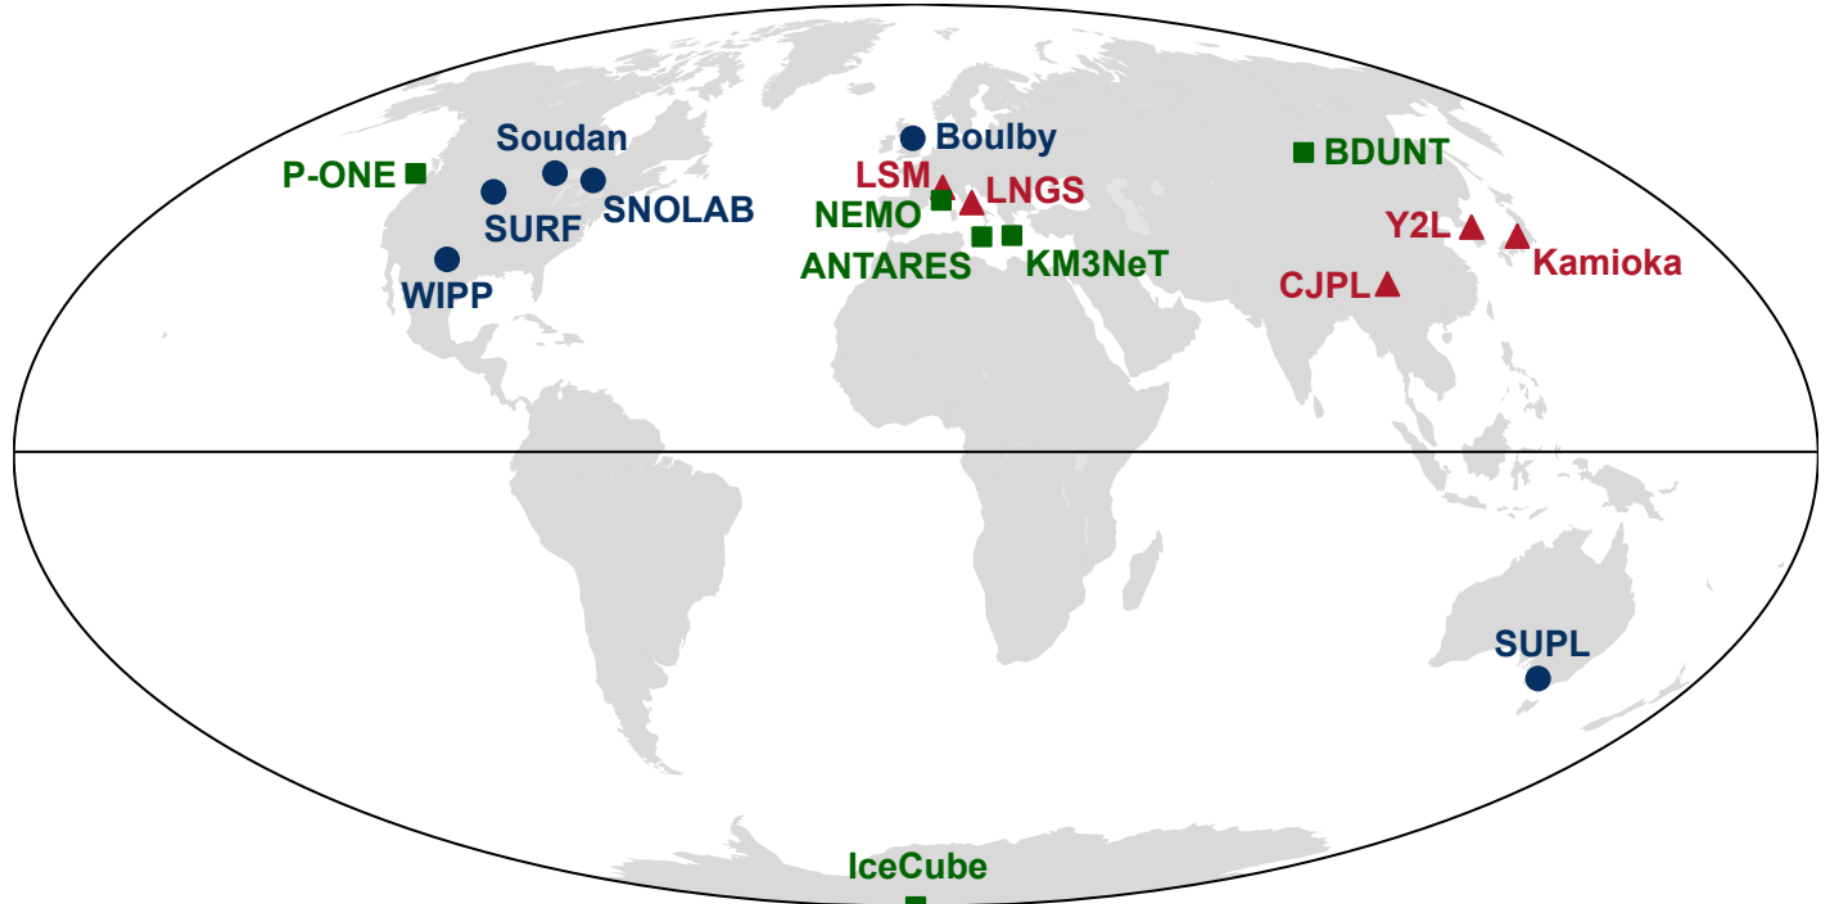 Soudan
Boulby
P-ONE
BDUNT
LSM
LNGS
SNOLAB
NEMO
SURF
Y2L
ANTARES
KM3NeT
Kamioka
WIPP
CJPL
SUPL
IceCube